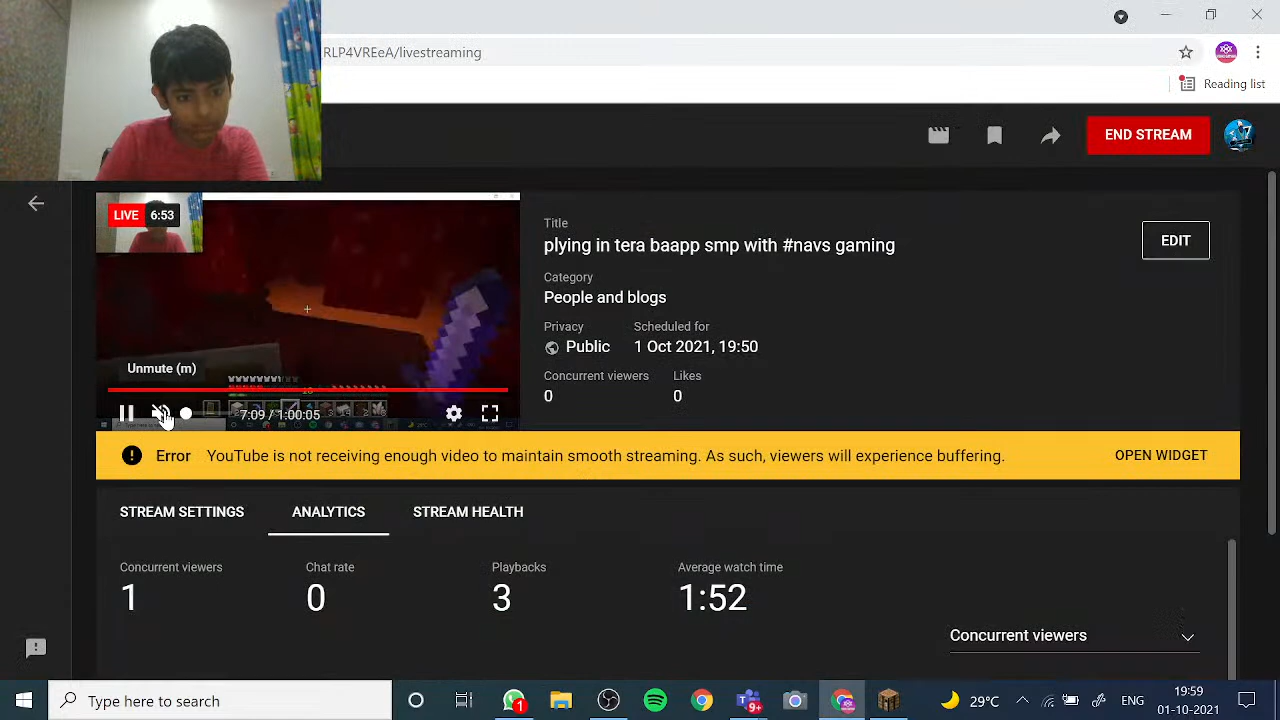 RLP4VREeA/livestreaming
Reading list
END STREAM
LIVE 6:53
Unmute (m)
7:09 / 1:00:05
Title
plying in tera baapp smp with #navs gaming
EDIT
Category
People and blogs
Privacy
Scheduled for
Public
1 Oct 2021, 19:50
Concurrent viewers
Likes
0
0
Error YouTube is not receiving enough video to maintain smooth streaming. As such, viewers will experience buffering. OPEN WIDGET
STREAM SETTINGS ANALYTICS STREAM HEALTH
Concurrent viewers Chat rate Playbacks Average watch time
1 0 3 1:52
Concurrent viewers
Type here to search
1
9+
29°C
ENG
19:59
01-10-2021